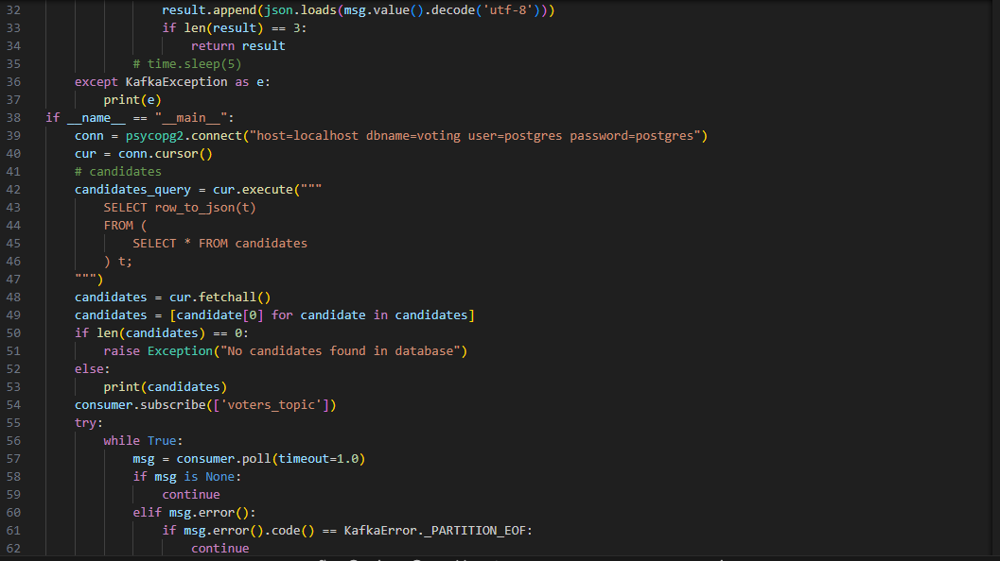 32 result.append(json.loads(msg.value().decode('utf-8')))
33 if len(result) == 3:
34 return result
35 # time.sleep(5)
36 except KafkaException as e:
37 print(e)
38 if __name__ == "__main__":
39 conn = psycopg2.connect("host=localhost dbname=voting user=postgres password=postgres")
40 cur = conn.cursor()
41 # candidates
42 candidates_query = cur.execute("""
43 SELECT row_to_json(t)
44 FROM (
45 SELECT * FROM candidates
46 ) t;
47 """)
48 candidates = cur.fetchall()
49 candidates = [candidate[0] for candidate in candidates]
50 if len(candidates) == 0:
51 raise Exception("No candidates found in database")
52 else:
53 print(candidates)
54 consumer.subscribe(['voters_topic'])
55 try:
56 while True:
57 msg = consumer.poll(timeout=1.0)
58 if msg is None:
59 continue
60 elif msg.error():
61 if msg.error().code() == KafkaError._PARTITION_EOF:
62 continue